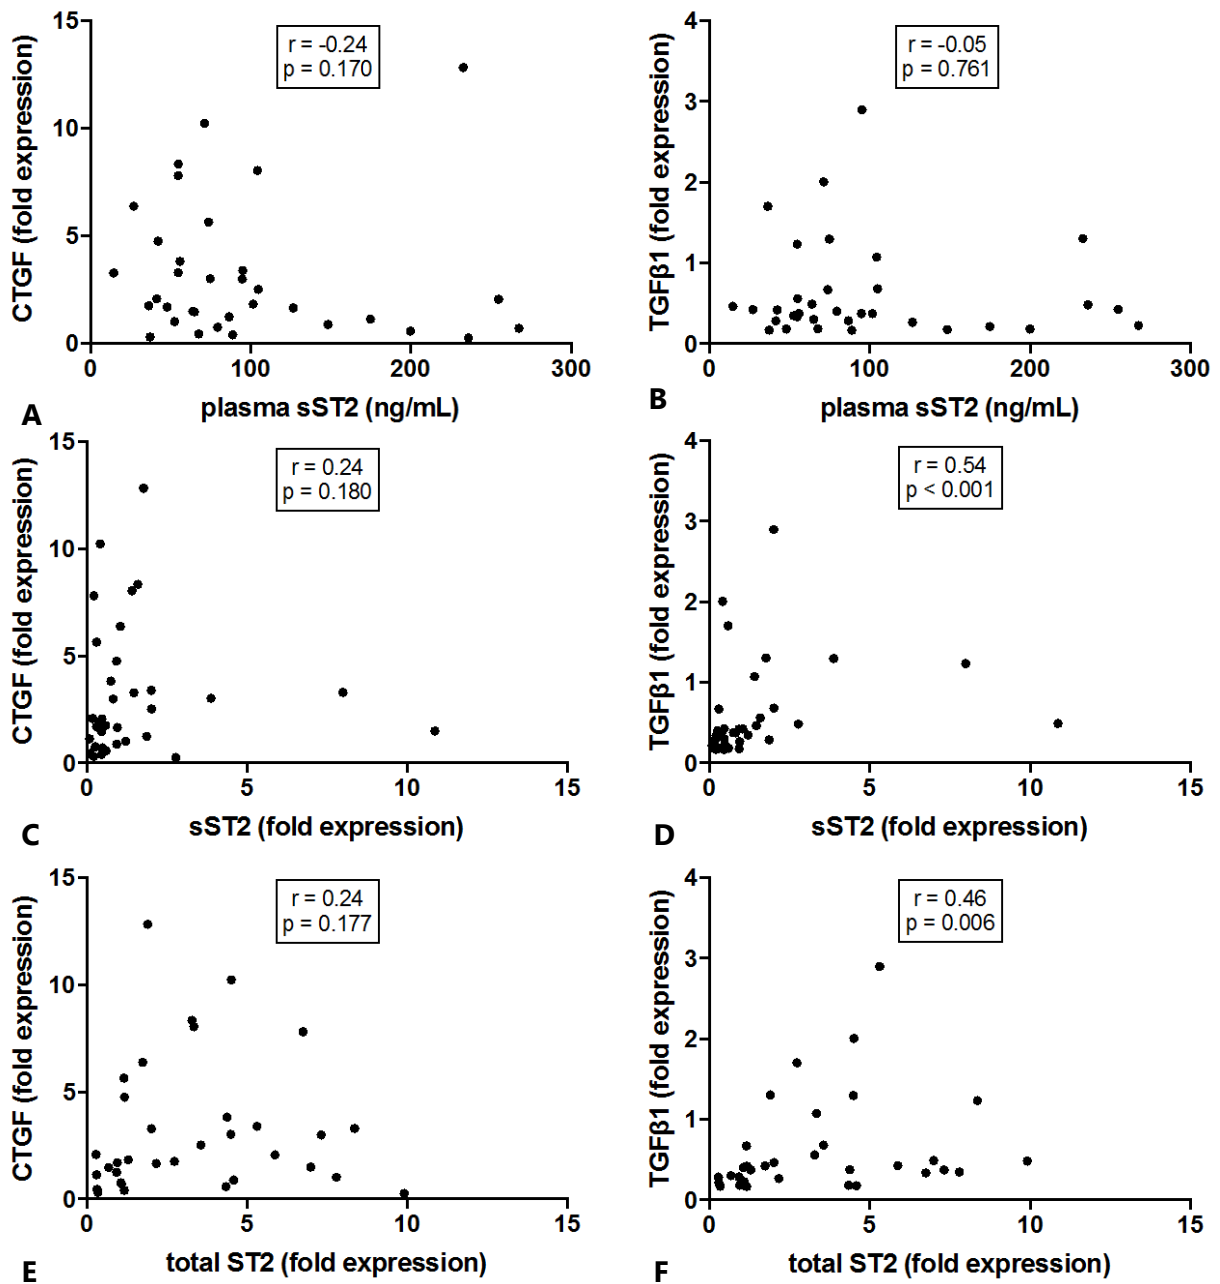 15
10
5
0
CTGF (fold expression)
r = -0.24
p = 0.170
0 100 200 300
plasma sST2 (ng/mL)
A
4
3
2
1
0
TGFβ1 (fold expression)
r = -0.05
p = 0.761
0 100 200 300
plasma sST2 (ng/mL)
B
15
10
5
0
CTGF (fold expression)
r = 0.24
p = 0.180
0 5 10 15
sST2 (fold expression)
C
4
3
2
1
0
TGFβ1 (fold expression)
r = 0.54
p < 0.001
0 5 10 15
sST2 (fold expression)
D
15
10
5
0
CTGF (fold expression)
r = 0.24
p = 0.177
0 5 10 15
total ST2 (fold expression)
E
4
3
2
1
0
TGFβ1 (fold expression)
r = 0.46
p = 0.006
0 5 10 15
total ST2 (fold expression)
F